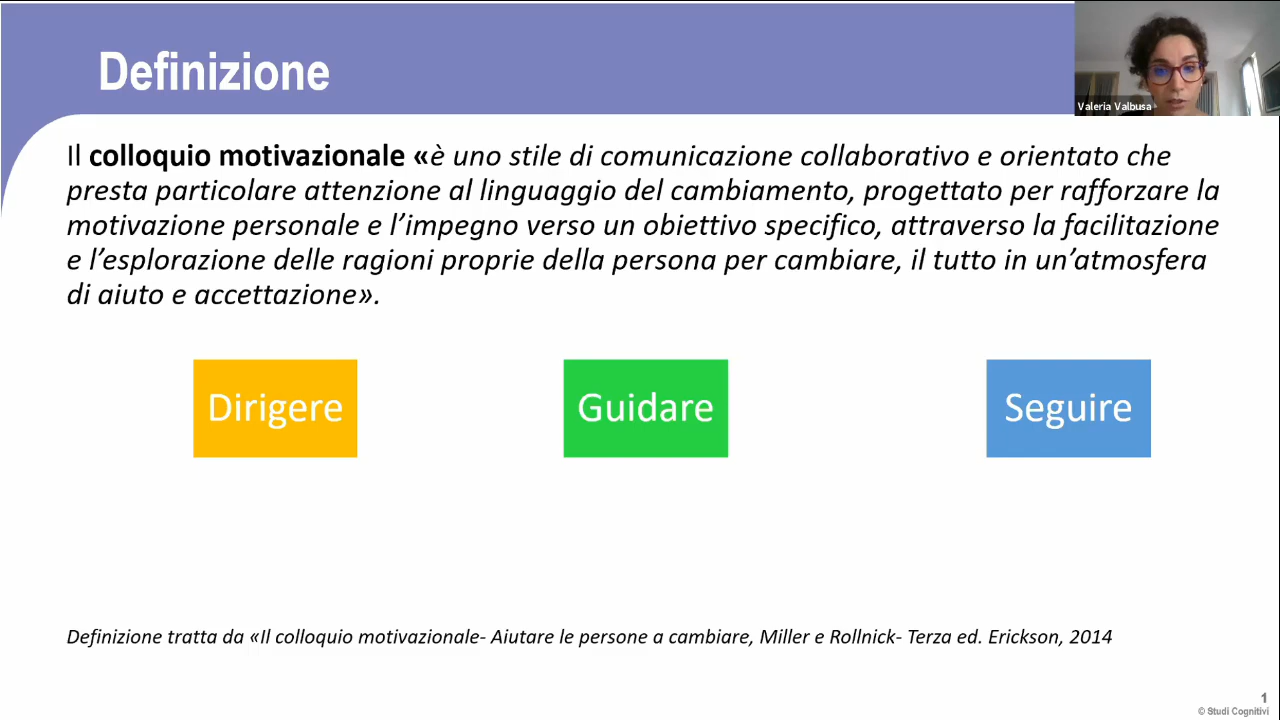 Definizione
Valeria Valbusa
Il colloquio motivazionale «è uno stile di comunicazione collaborativo e orientato che
presta particolare attenzione al linguaggio del cambiamento, progettato per rafforzare la
motivazione personale e l’impegno verso un obiettivo specifico, attraverso la facilitazione
e l’esplorazione delle ragioni proprie della persona per cambiare, il tutto in un’atmosfera
di aiuto e accettazione».
Dirigere
Guidare
Seguire
Definizione tratta da «Il colloquio motivazionale- Aiutare le persone a cambiare, Miller e Rollnick- Terza ed. Erickson, 2014
1
© Studi Cognitivi